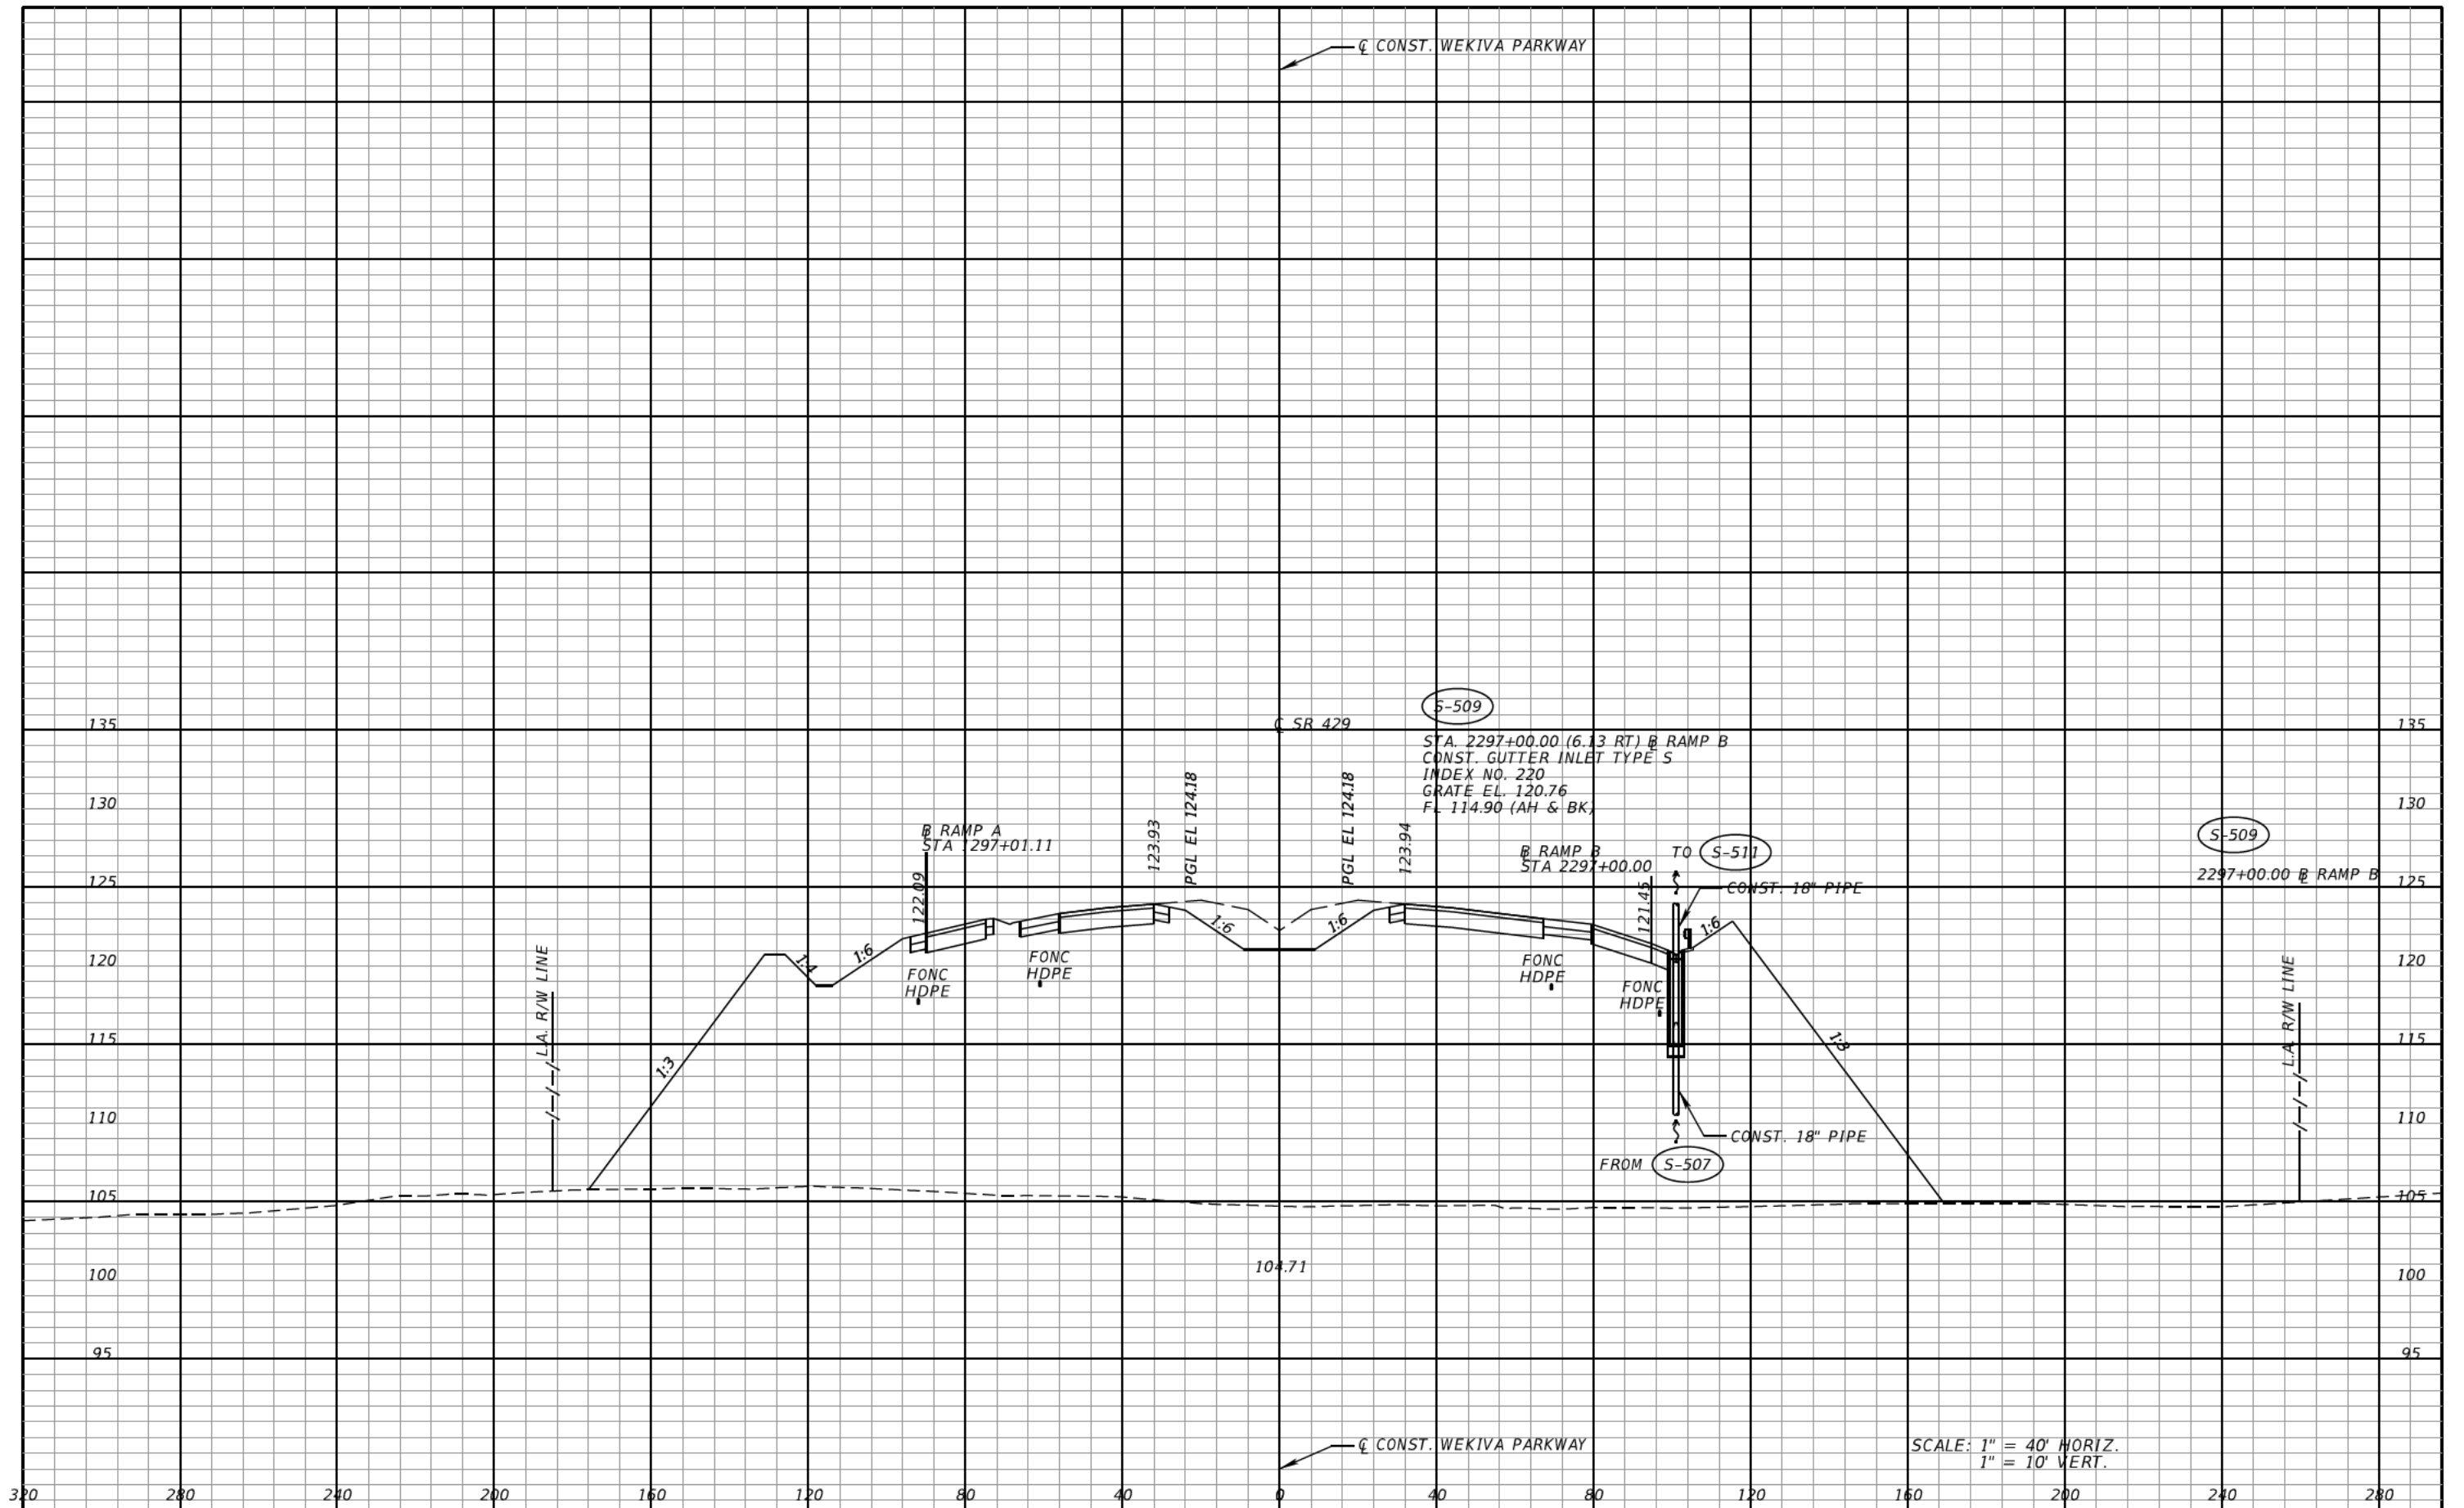 ℄ CONST. WEKIVA PARKWAY
S-509
135
℄ SR 429
135
STA. 2297+00.00 (6.13 RT) ⅊ RAMP B
CONST. GUTTER INLET TYPE S
INDEX NO. 220
GRATE EL. 120.76
FL 114.90 (AH & BK)
130
130
PGL EL 124.18
PGL EL 124.18
⅊ RAMP A
STA 1297+01.11
123.93
123.94
⅊ RAMP B
STA 2297+00.00
TO S-511
S-509
2297+00.00 ⅊ RAMP B
125
125
122.09
121.45
CONST. 18" PIPE
1:6
1:6
1:6
1:6
1:4
120
120
FONC
HDPE
FONC
HDPE
FONC
HDPE
FONC
HDPE
L.A. R/W LINE
L.A. R/W LINE
115
115
1:3
1:3
110
110
CONST. 18" PIPE
FROM S-507
105
105
104.71
100
100
95
95
℄ CONST. WEKIVA PARKWAY
SCALE: 1" = 40' HORIZ.
1" = 10' VERT.
320 280 240 200 160 120 80 40 0 40 80 120 160 200 240 280